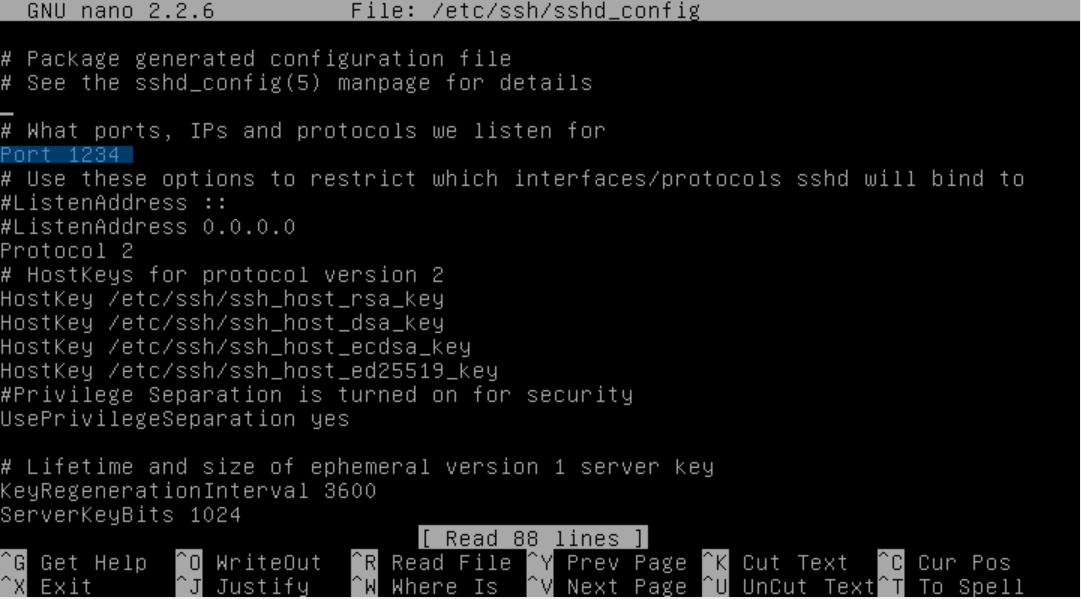 GNU nano 2.2.6 File: /etc/ssh/sshd_config
# Package generated configuration file
# See the sshd_config(5) manpage for details
# What ports, IPs and protocols we listen for
Port 1234
# Use these options to restrict which interfaces/protocols sshd will bind to
#ListenAddress ::
#ListenAddress 0.0.0.0
Protocol 2
# HostKeys for protocol version 2
HostKey /etc/ssh/ssh_host_rsa_key
HostKey /etc/ssh/ssh_host_dsa_key
HostKey /etc/ssh/ssh_host_ecdsa_key
HostKey /etc/ssh/ssh_host_ed25519_key
#Privilege Separation is turned on for security
UsePrivilegeSeparation yes
# Lifetime and size of ephemeral version 1 server key
KeyRegenerationInterval 3600
ServerKeyBits 1024
[ Read 88 lines ]
^G Get Help ^O WriteOut ^R Read File ^Y Prev Page ^K Cut Text ^C Cur Pos
^X Exit ^J Justify ^W Where Is ^V Next Page ^U UnCut Text ^T To Spell